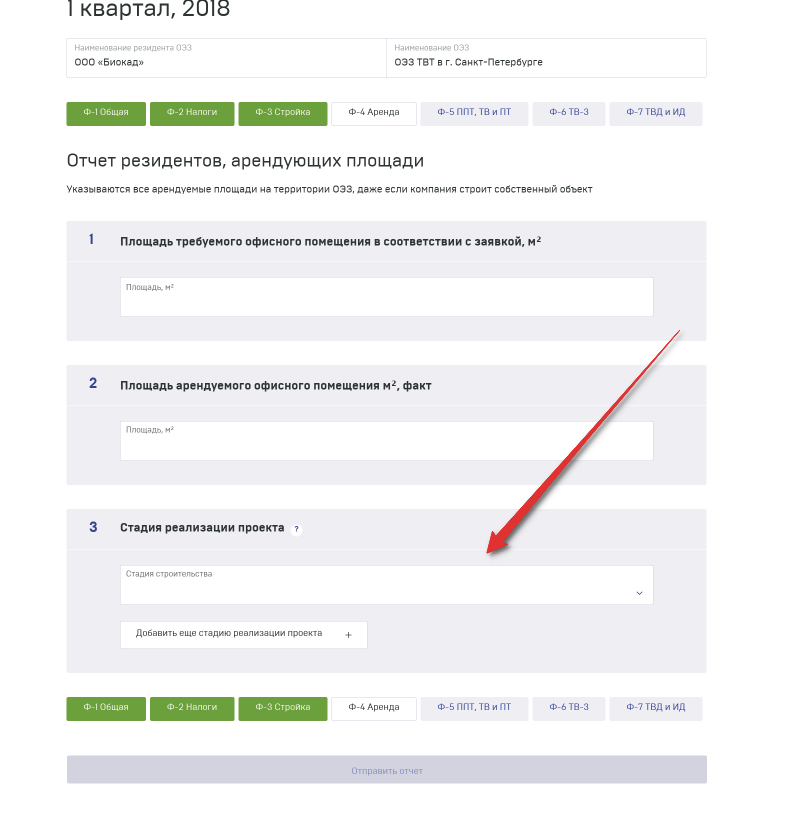 1 квартал, 2018
Наименование резидента ОЭЗ
ООО «Биокад»
Наименование ОЭЗ
ОЭЗ ТВТ в г. Санкт-Петербурге
Ф-1 Общая Ф-2 Налоги Ф-3 Стройка Ф-4 Аренда Ф-5 ППТ, ТВ и ПТ Ф-6 ТВ-3 Ф-7 ТВД и ИД
Отчет резидентов, арендующих площади
Указываются все арендуемые площади на территории ОЭЗ, даже если компания строит собственный объект
1 Площадь требуемого офисного помещения в соответствии с заявкой, м²
Площадь, м²
2 Площадь арендуемого офисного помещения м², факт
Площадь, м²
3 Стадия реализации проекта ?
Стадия строительства
Добавить еще стадию реализации проекта +
Ф-1 Общая Ф-2 Налоги Ф-3 Стройка Ф-4 Аренда Ф-5 ППТ, ТВ и ПТ Ф-6 ТВ-3 Ф-7 ТВД и ИД
Отправить отчет